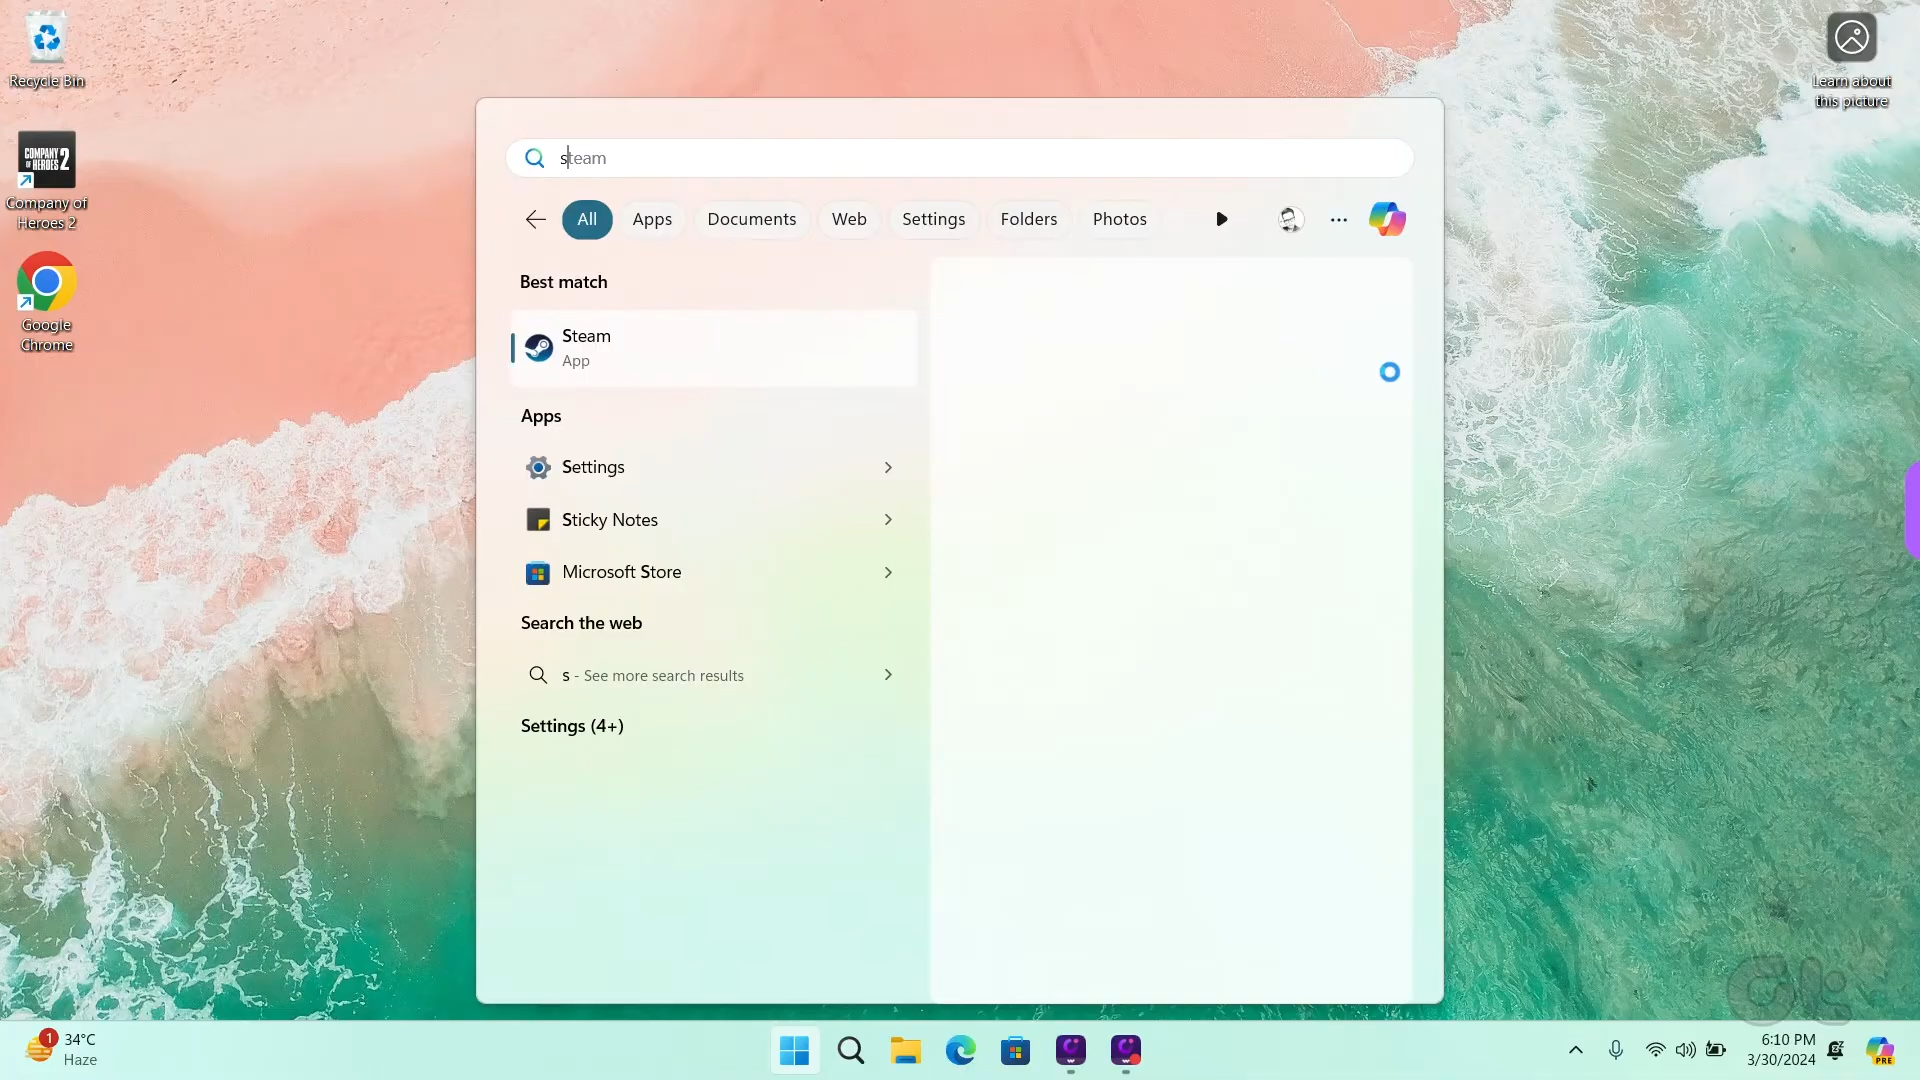 Recycle Bin
COMPANY
OF HEROES 2
Company of
Heroes 2
Google
Chrome
Learn about
this picture
steam
All
Apps
Documents
Web
Settings
Folders
Photos
Best match
Steam
App
Apps
Settings
Sticky Notes
Microsoft Store
Search the web
s - See more search results
Settings (4+)
1
34°C
Haze
6:10 PM
3/30/2024
PRE